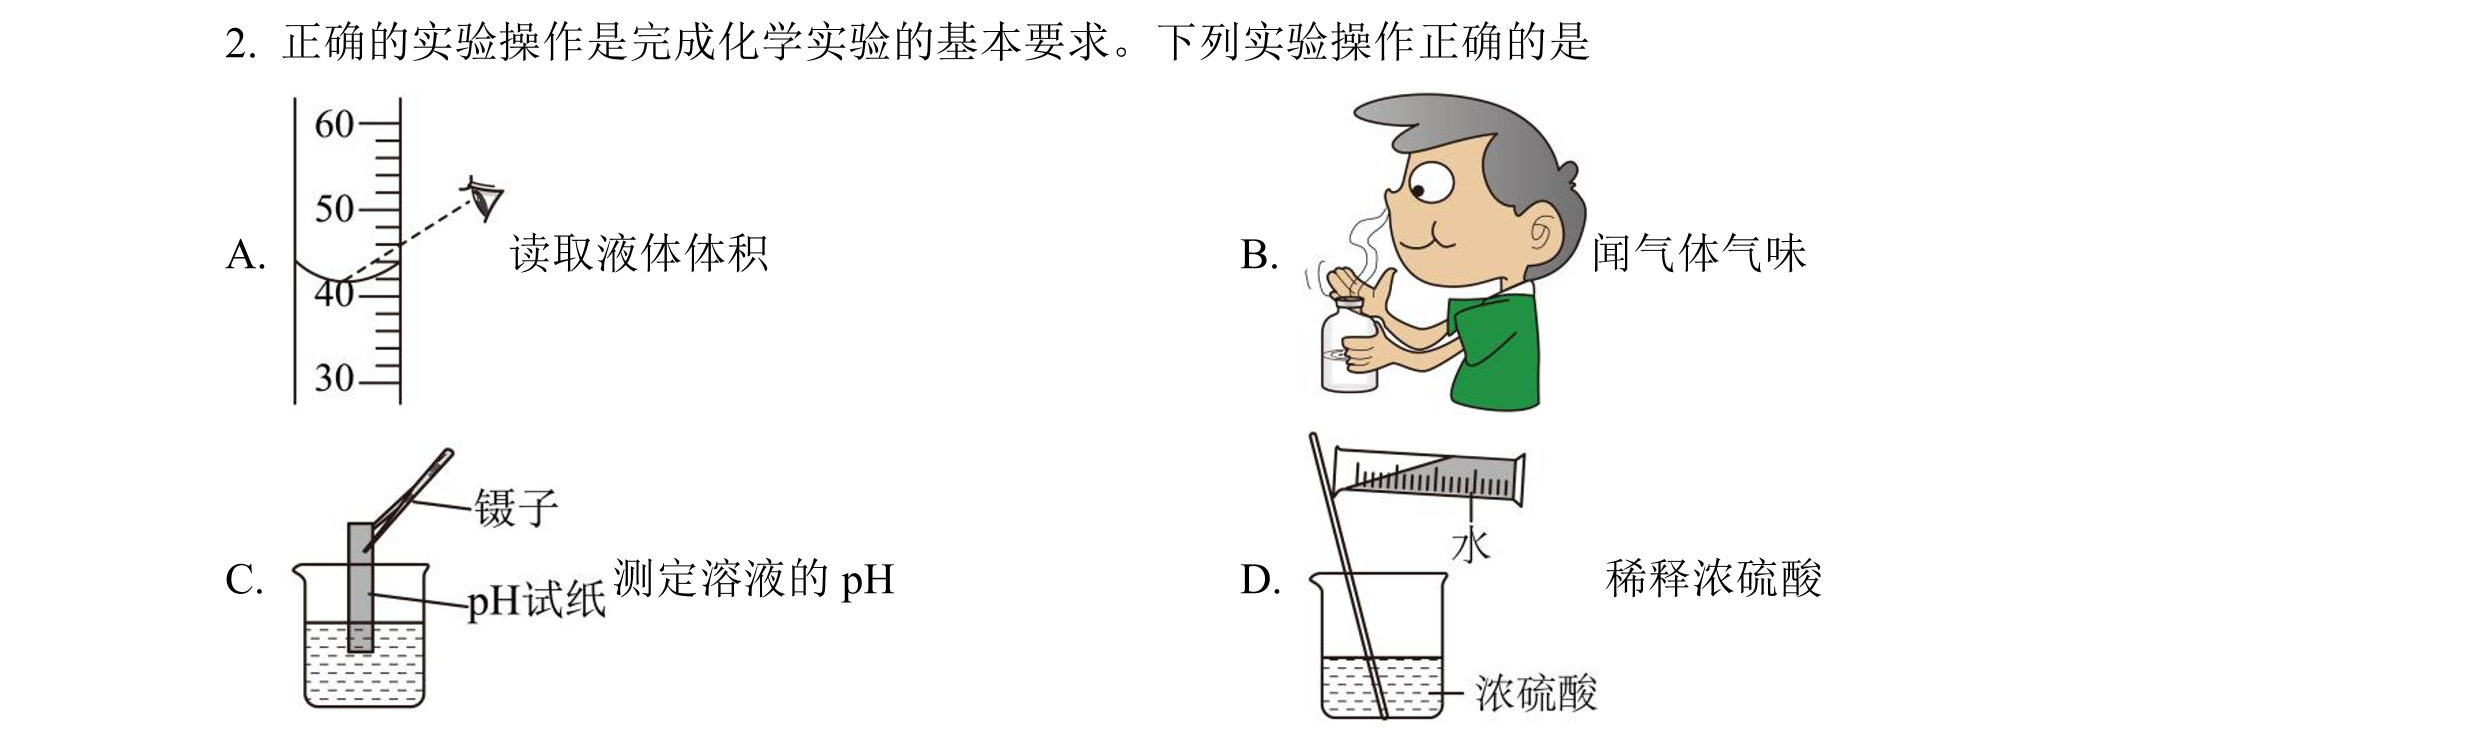 2. 正确的实验操作是完成化学实验的基本要求。下列实验操作正确的是
60
50
40
30
A.
读取液体体积
B.
闻气体气味
C.
镊子
pH试纸
测定溶液的 pH
D.
水
浓硫酸
稀释浓硫酸